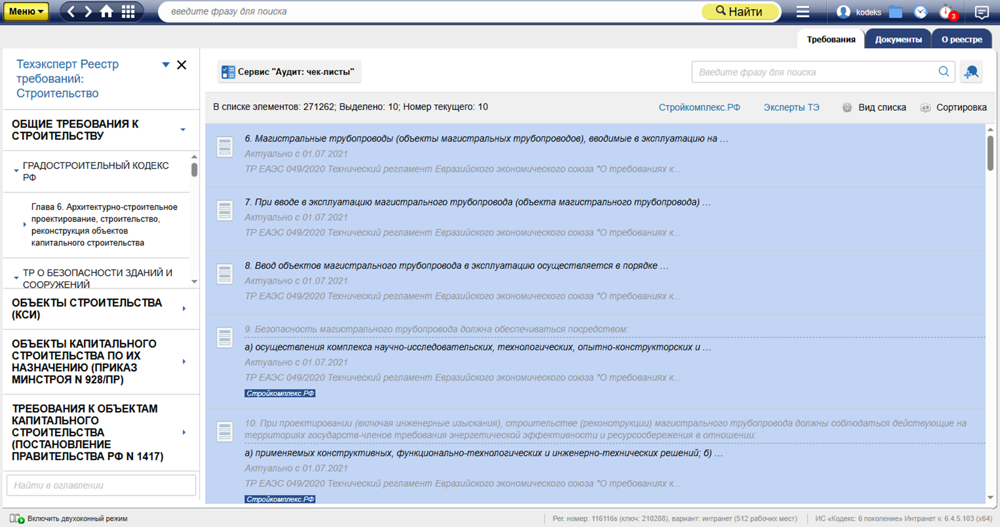 Меню
введите фразу для поиска
Найти
kodeks
3
Требования
Документы
О реестре
Техэксперт Реестр
требований:
Строительство
Сервис "Аудит: чек-листы"
Введите фразу для поиска
В списке элементов: 271262; Выделено: 10; Номер текущего: 10
Стройкомплекс.РФ
Эксперты ТЭ
Вид списка
Сортировка
ОБЩИЕ ТРЕБОВАНИЯ К
СТРОИТЕЛЬСТВУ
ГРАДОСТРОИТЕЛЬНЫЙ КОДЕКС
РФ
Глава 6. Архитектурно-строительное
проектирование, строительство,
реконструкция объектов
капитального строительства
ТР О БЕЗОПАСНОСТИ ЗДАНИЙ И
СООРУЖЕНИЙ
ОБЪЕКТЫ СТРОИТЕЛЬСТВА
(КСИ)
ОБЪЕКТЫ КАПИТАЛЬНОГО
СТРОИТЕЛЬСТВА ПО ИХ
НАЗНАЧЕНИЮ (ПРИКАЗ
МИНСТРОЯ N 928/ПР)
ТРЕБОВАНИЯ К ОБЪЕКТАМ
КАПИТАЛЬНОГО
СТРОИТЕЛЬСТВА
(ПОСТАНОВЛЕНИЕ
ПРАВИТЕЛЬСТВА РФ N 1417)
Найти в оглавлении
6. Магистральные трубопроводы (объекты магистральных трубопроводов), вводимые в эксплуатацию на ...
Актуально с 01.07.2021
ТР ЕАЭС 049/2020 Технический регламент Евразийского экономического союза "О требованиях к...
7. При вводе в эксплуатацию магистрального трубопровода (объекта магистрального трубопровода) ...
Актуально с 01.07.2021
ТР ЕАЭС 049/2020 Технический регламент Евразийского экономического союза "О требованиях к...
8. Ввод объектов магистрального трубопровода в эксплуатацию осуществляется в порядке ...
Актуально с 01.07.2021
ТР ЕАЭС 049/2020 Технический регламент Евразийского экономического союза "О требованиях к...
9. Безопасность магистрального трубопровода должна обеспечиваться посредством:
а) осуществления комплекса научно-исследовательских, технологических, опытно-конструкторских и ...
Актуально с 01.07.2021
ТР ЕАЭС 049/2020 Технический регламент Евразийского экономического союза "О требованиях к...
Стройкомплекс.РФ
10. При проектировании (включая инженерные изыскания), строительстве (реконструкции) магистрального трубопровода должны соблюдаться действующие на
территориях государств-членов требования энергетической эффективности и ресурсосбережения в отношении:
а) применяемых конструктивных, функционально-технологических и инженерно-технических решений; б) ...
Актуально с 01.07.2021
ТР ЕАЭС 049/2020 Технический регламент Евразийского экономического союза "О требованиях к...
Стройкомплекс.РФ
Включить двухоконный режим
Рег. номер: 116116s (ключ: 210288), вариант: интранет (512 рабочих мест)
ИС «Кодекс: 6 поколение» Интранет v. 6.4.5.103 (x64)